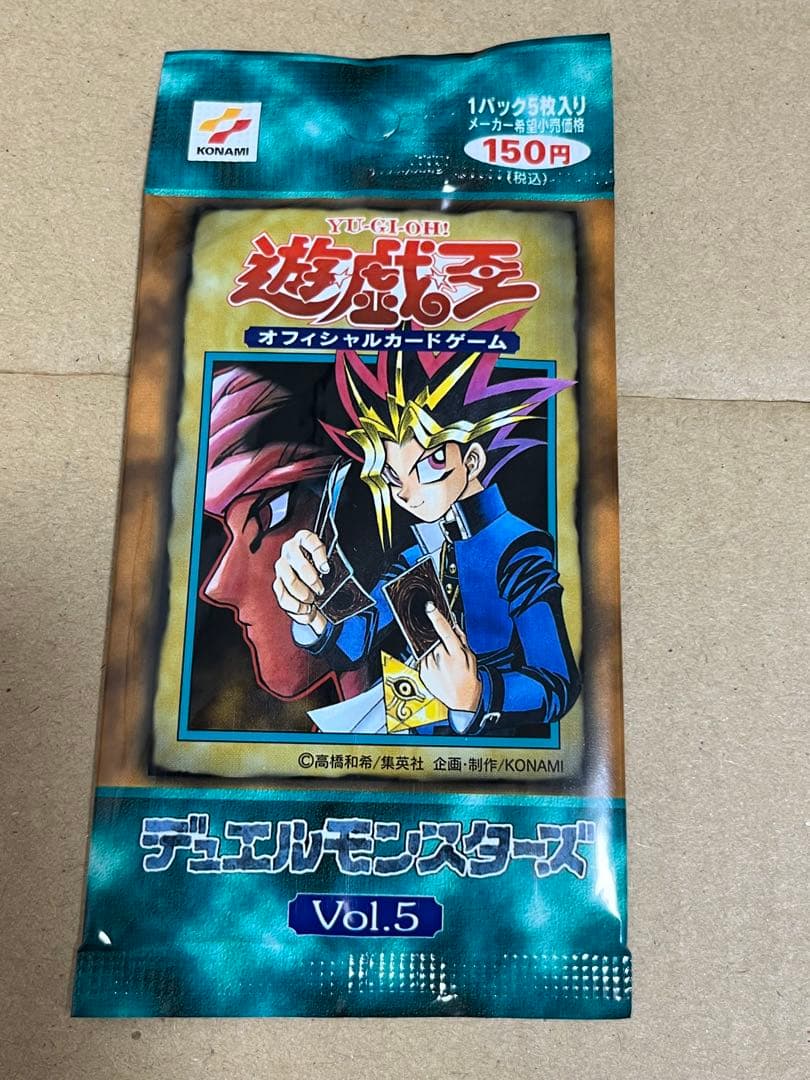 KONAMI
1パック5枚入り
メーカー希望小売価格
150円
(税込)
YU-GI-OH!
遊☆戯☆王
オフィシャルカードゲーム
©高橋和希/集英社 企画・制作/KONAMI
デュエルモンスターズ
Vol.5